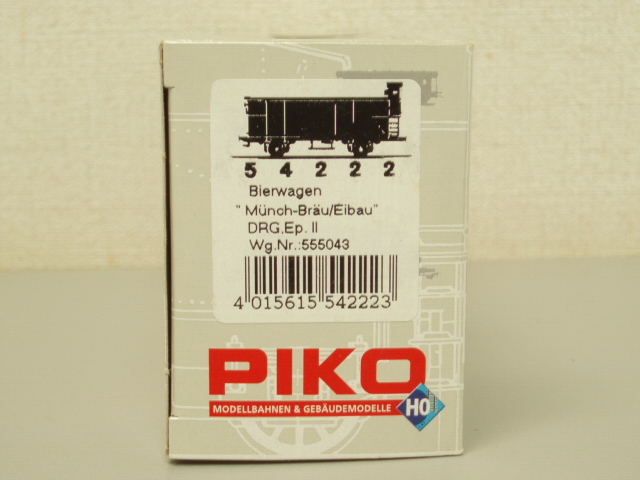 5 4 2 2 2
Bierwagen
" Münch-Bräu/Eibau"
DRG,Ep. II
Wg.Nr.:555043
4 015615 542223
PIKO
MODELLBAHNEN & GEBÄUDEMODELLE
HO